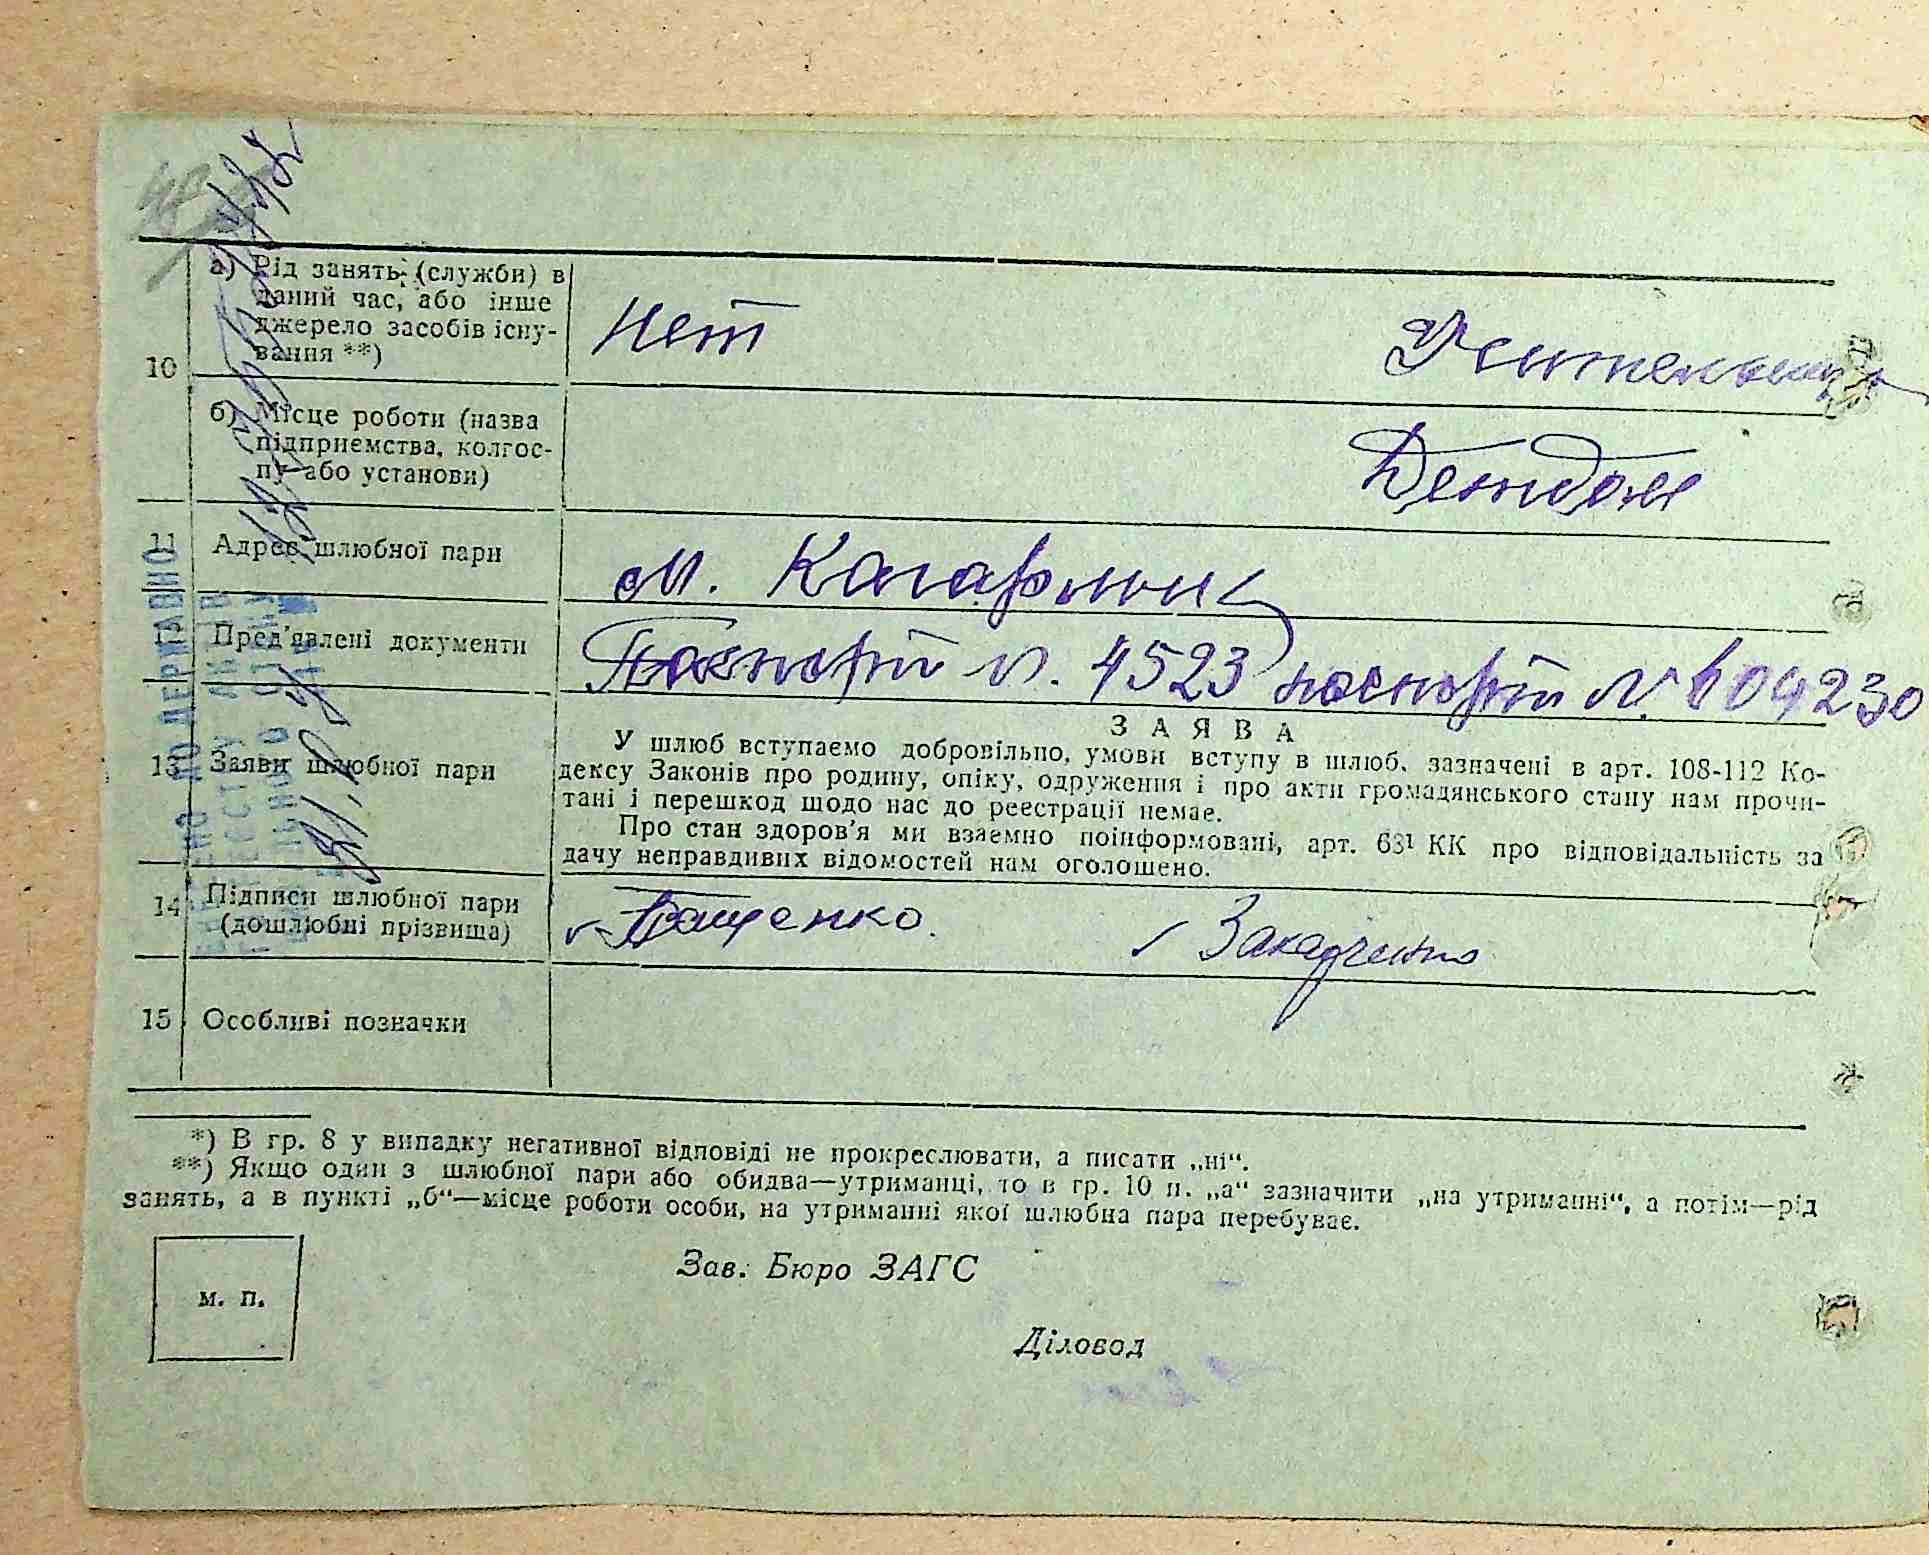 10
а) Рід занять (службu) в
даний час, або інше
джерело засобів існу-
вання **)
Нет
Учительница
б) Місце роботи (назва
підприємства, колгос-
пу або установи)
Детдом
11 Адрес шлюбної пари
м. Кагарлик
12 Пред'явлені документи
Паспорт N. 4523 паспорт N. 604230
13 Заяви шлюбної пари
ЗАЯВА
У шлюб вступаємо добровільно, умови вступу в шлюб, зазначені в арт. 108-112 Ко-
дексу Законів про родину, опіку, одруження і про акти громадянського стану нам прочи-
тані і перешкод щодо нас до реєстрації немає.
Про стан здоров'я ми взаємно поінформовані, арт. 63¹ КК про відповідальність за
дачу неправдивих відомостей нам оголошено.
14 Підписи шлюбної пари
(дошлюбні прізвища)
Ващенко.
15 Особливі позначки
*) В гр. 8 у випадку негативної відповіді не прокреслювати, а писати „ні“.
**) Якщо один з шлюбної пари або обидва—утриманці, то в гр. 10 п. „а“ зазначити „на утриманні“, а потім—рід
занять, а в пункті „б“—місце роботи особи, на утриманні якої шлюбна пара перебуває.
Зав. Бюро ЗАГС
м. п.
Діловод